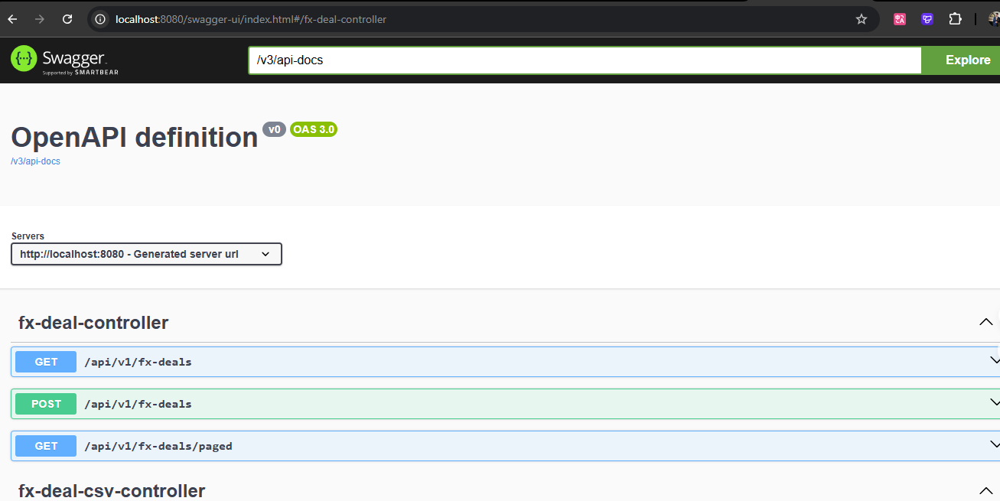 localhost:8080/swagger-ui/index.html#/fx-deal-controller
Swagger.
Supported by SMARTBEAR
/v3/api-docs
Explore
OpenAPI definition v0 OAS 3.0
/v3/api-docs
Servers
http://localhost:8080 - Generated server url
fx-deal-controller
GET /api/v1/fx-deals
POST /api/v1/fx-deals
GET /api/v1/fx-deals/paged
fx-deal-csv-controller